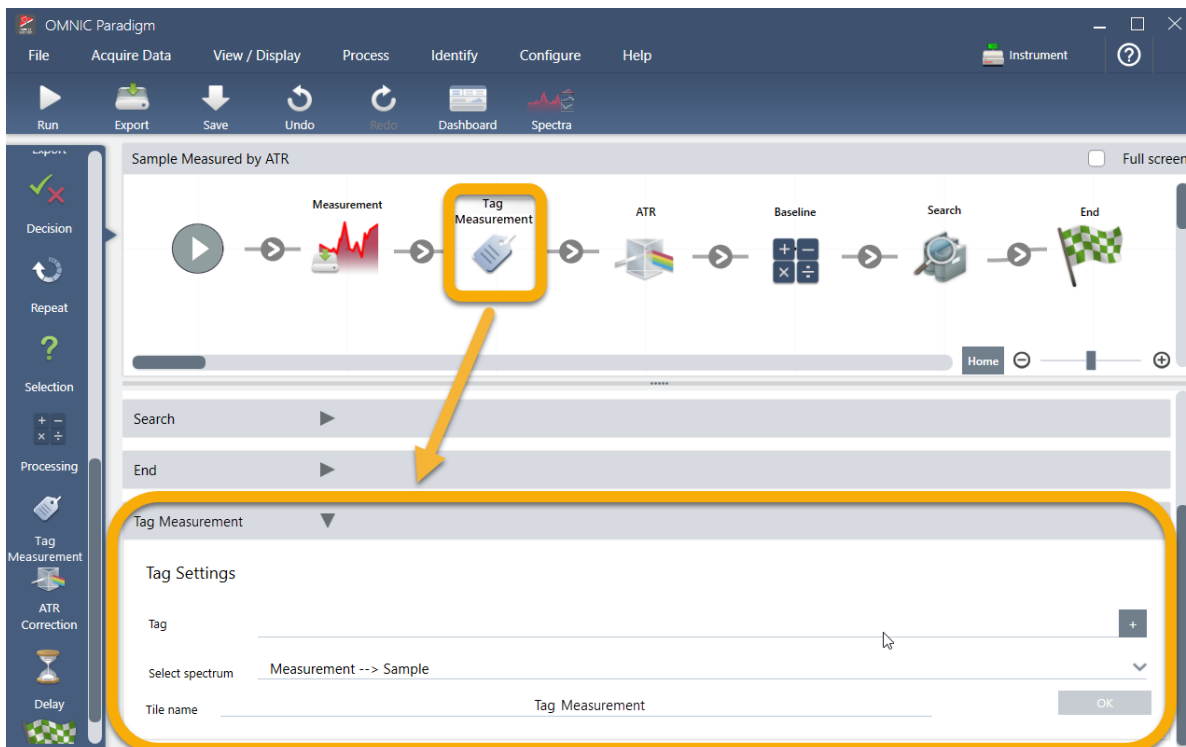 OMNIC Paradigm
File Acquire Data View / Display Process Identify Configure Help Instrument
Run Export Save Undo Redo Dashboard Spectra
Export
Decision
Repeat
Selection
Processing
Tag
Measurement
ATR
Correction
Delay
Sample Measured by ATR Full screen
Measurement
Tag
Measurement
ATR
Baseline
Search
End
Home
Search
End
Tag Measurement
Tag Settings
Tag +
Select spectrum Measurement --> Sample
Tile name Tag Measurement OK